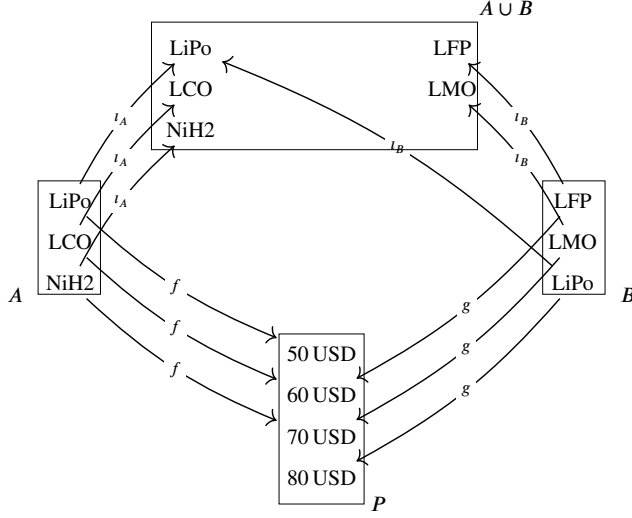 A ∪ B
LiPo LFP
LCO LMO
NiH2
ι_A ι_B
ι_A ι_B ι_B
ι_A
LiPo LFP
LCO LMO
NiH2 LiPo
A B
f g
f g
f g
50 USD
60 USD
70 USD
80 USD
P